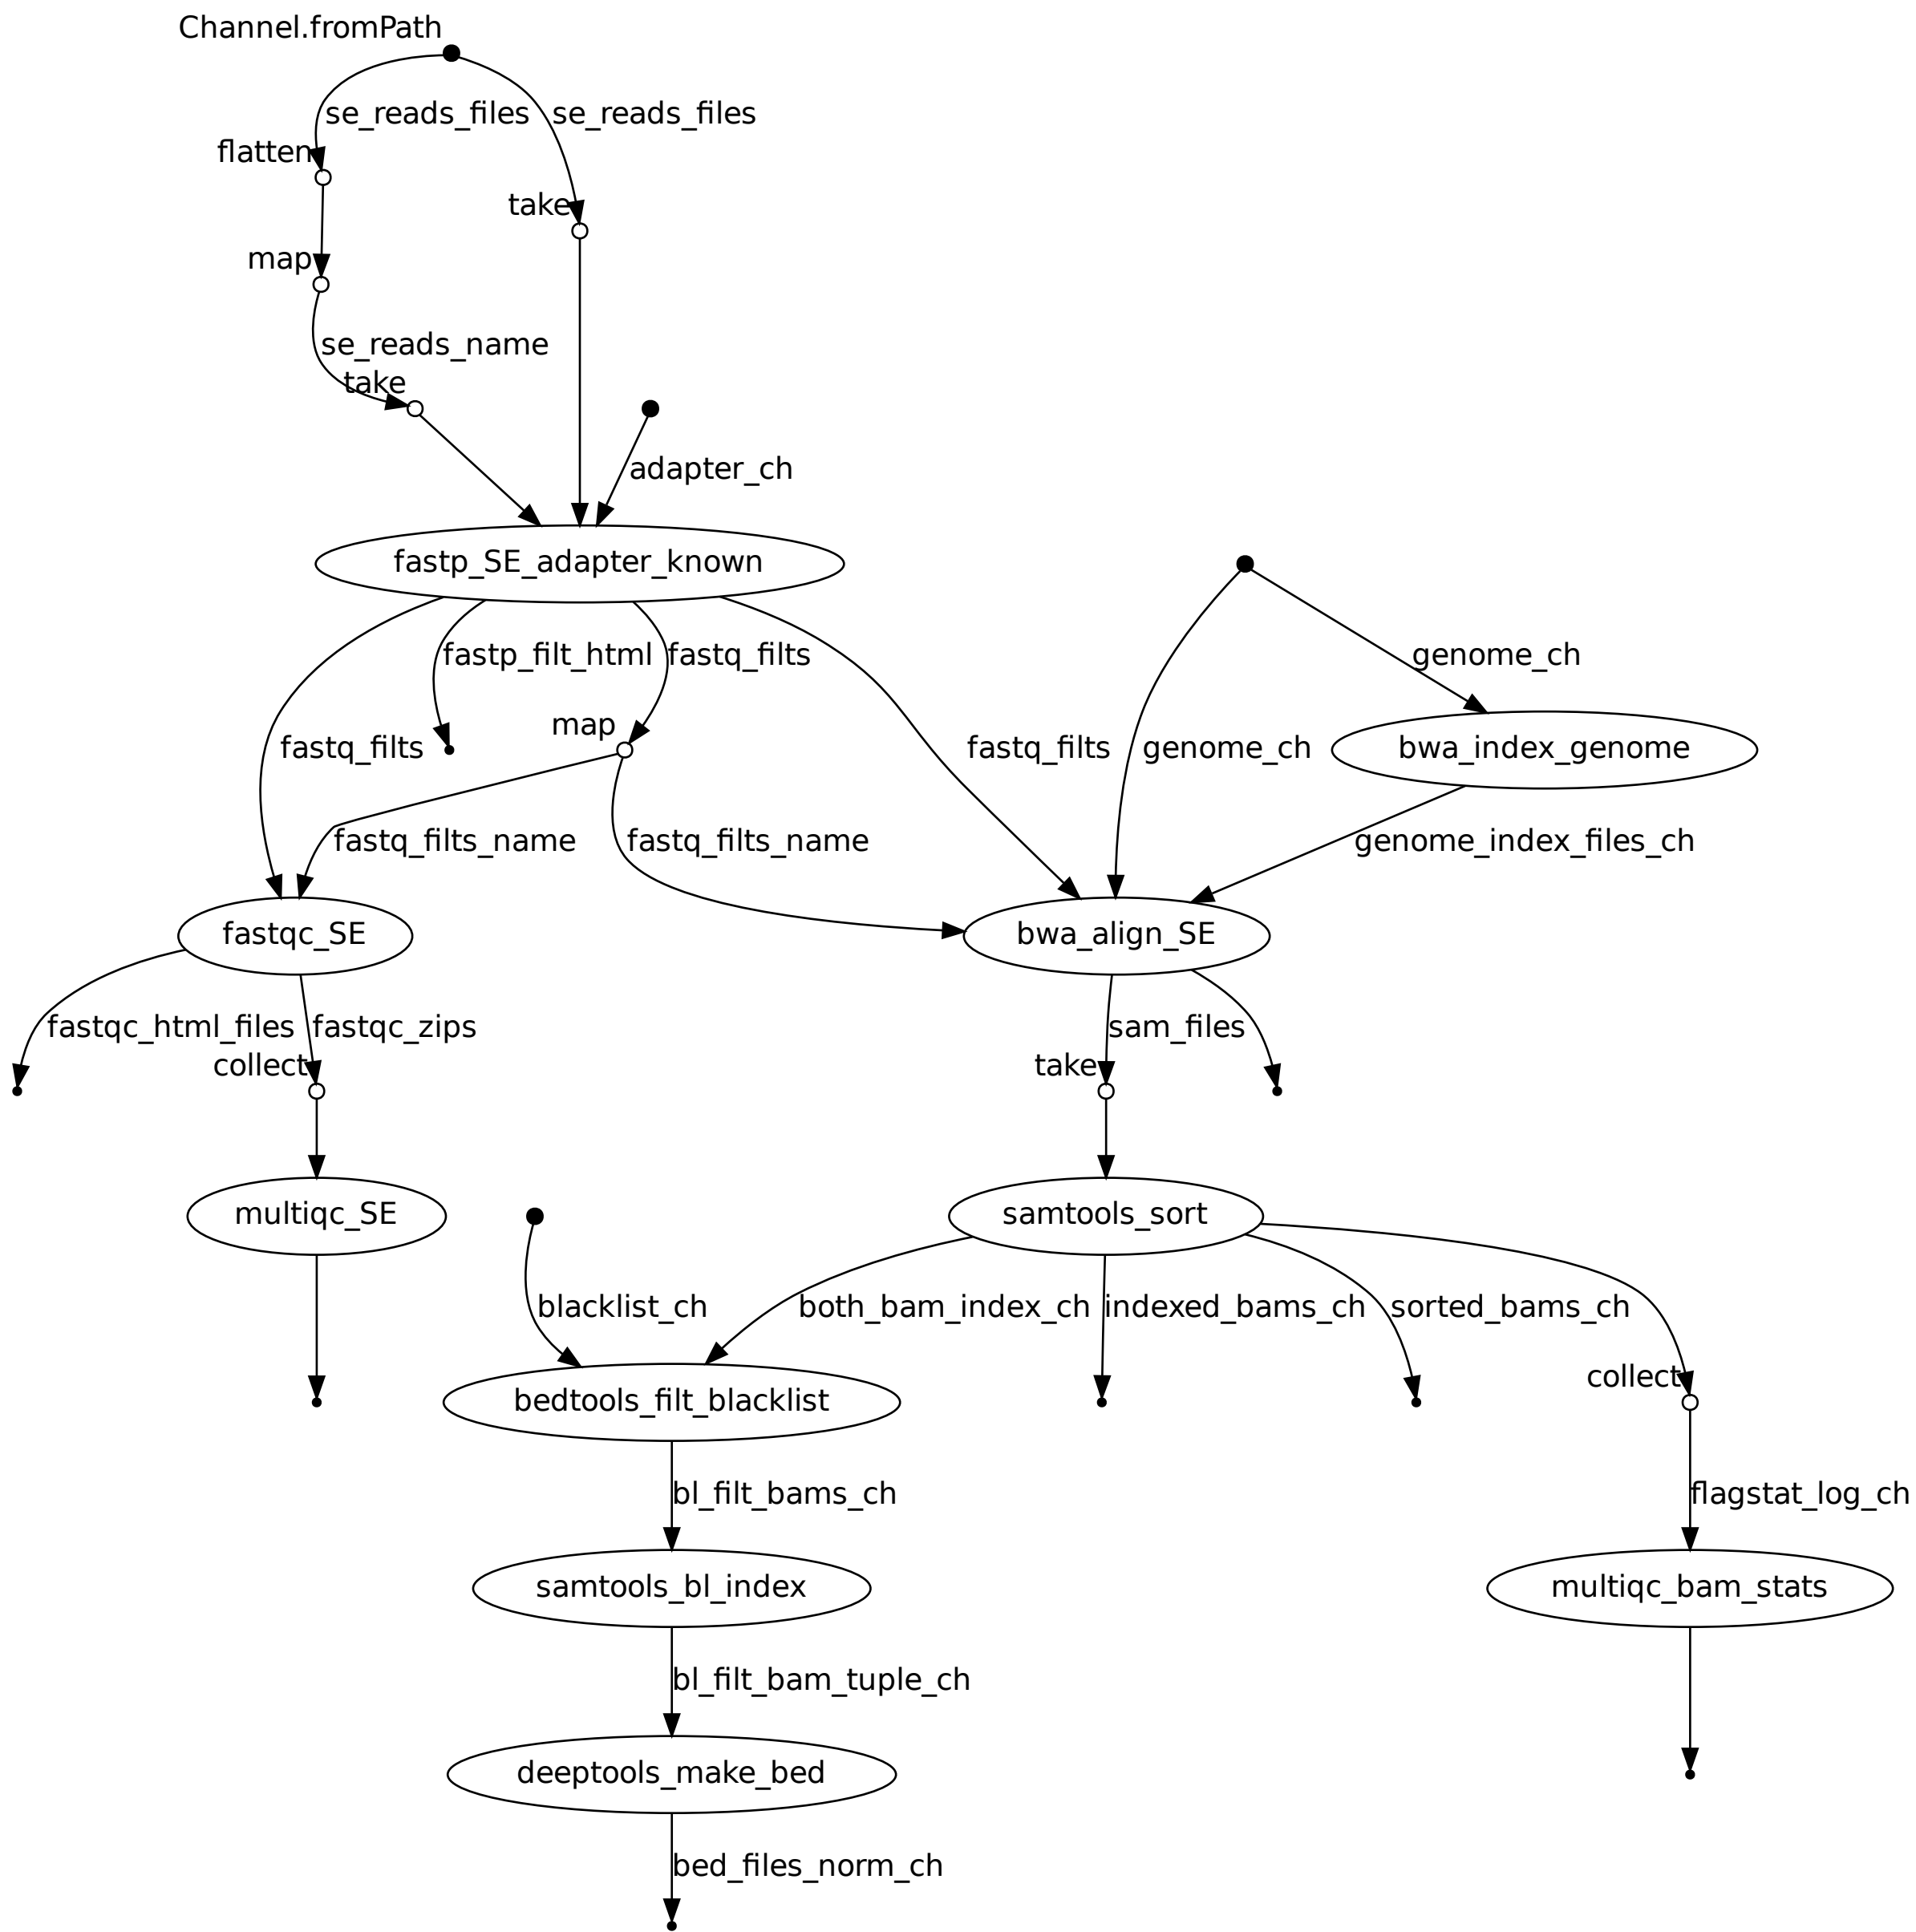 Channel.fromPath
se_reads_files
se_reads_files
flatten
take
map
se_reads_name
take
adapter_ch
fastp_SE_adapter_known
fastp_filt_html
fastq_filts
genome_ch
map
fastq_filts
fastq_filts
genome_ch
bwa_index_genome
fastq_filts_name
fastq_filts_name
genome_index_files_ch
fastqc_SE
bwa_align_SE
fastqc_html_files
fastqc_zips
sam_files
collect
take
multiqc_SE
samtools_sort
blacklist_ch
both_bam_index_ch
indexed_bams_ch
sorted_bams_ch
collect
bedtools_filt_blacklist
bl_filt_bams_ch
flagstat_log_ch
samtools_bl_index
multiqc_bam_stats
bl_filt_bam_tuple_ch
deeptools_make_bed
bed_files_norm_ch